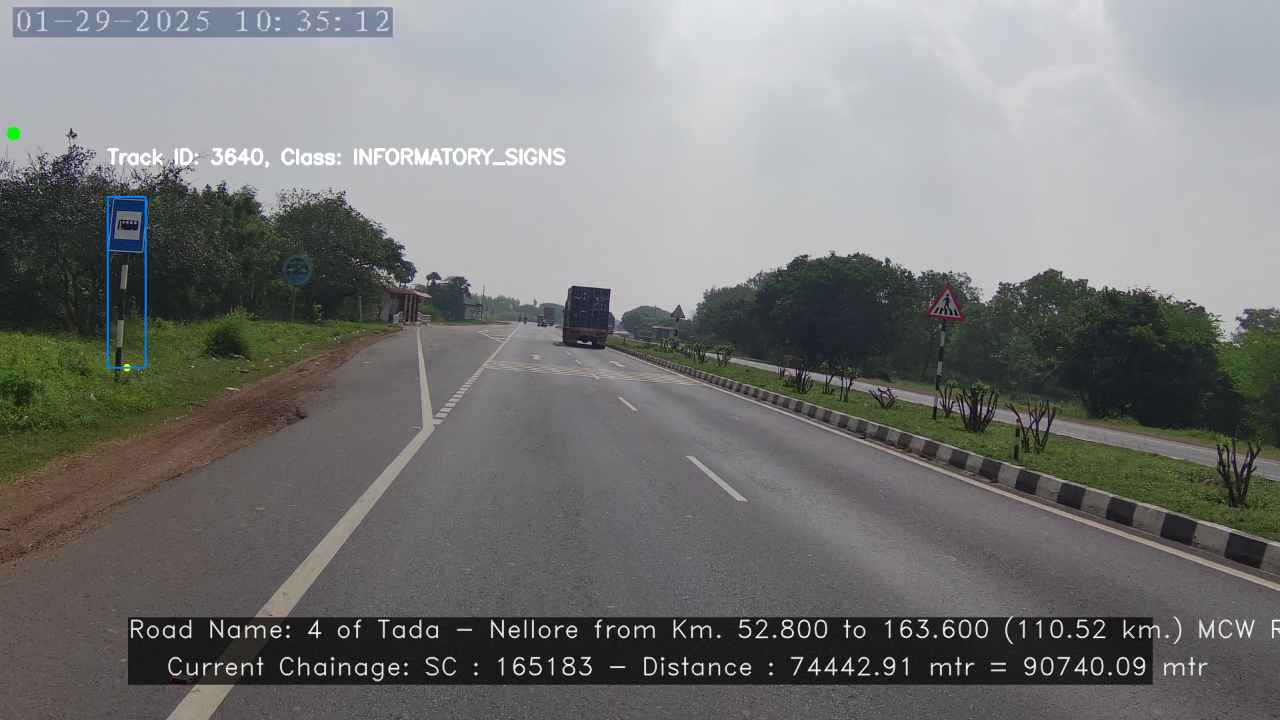 01-29-2025 10:35:12
Track ID: 3640, Class: INFORMATORY_SIGNS
Road Name: 4 of Tada - Nellore from Km. 52.800 to 163.600 (110.52 km.) MCW R
Current Chainage: SC : 165183 - Distance : 74442.91 mtr = 90740.09 mtr